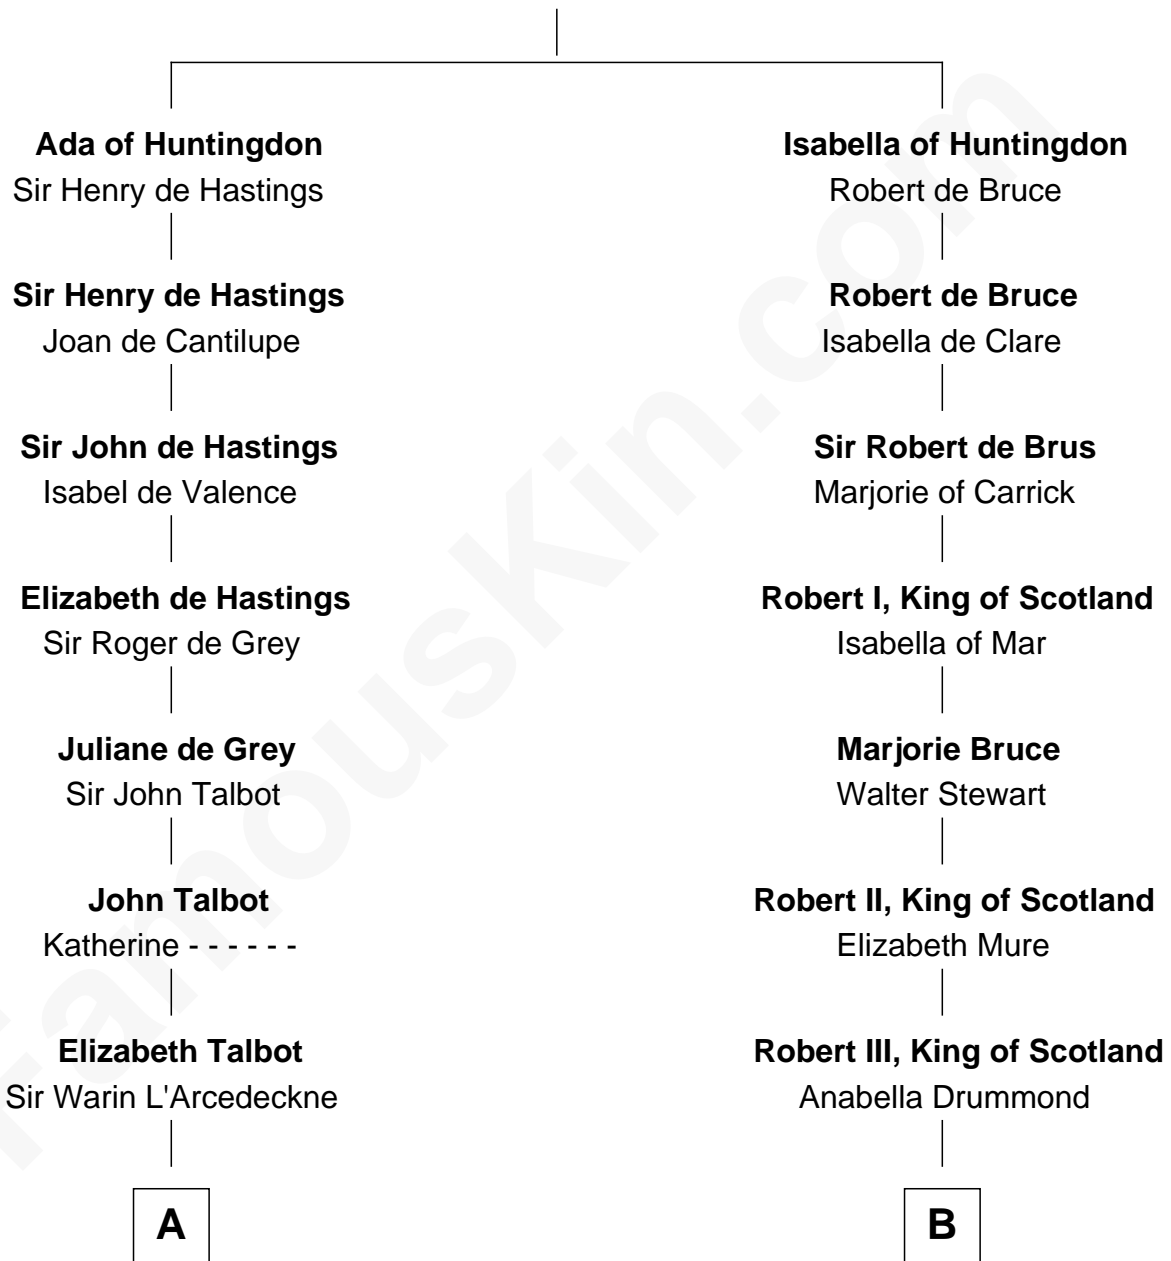 Ada of Huntingdon
Sir Henry de Hastings
Sir Henry de Hastings
Joan de Cantilupe
Sir John de Hastings
Isabel de Valence
Elizabeth de Hastings
Sir Roger de Grey
Juliane de Grey
Sir John Talbot
John Talbot
Katherine - - - - - -
Elizabeth Talbot
Sir Warin L'Arcedeckne
A
Isabella of Huntingdon
Robert de Bruce
Robert de Bruce
Isabella de Clare
Sir Robert de Brus
Marjorie of Carrick
Robert I, King of Scotland
Isabella of Mar
Marjorie Bruce
Walter Stewart
Robert II, King of Scotland
Elizabeth Mure
Robert III, King of Scotland
Anabella Drummond
B
FamousKin.com